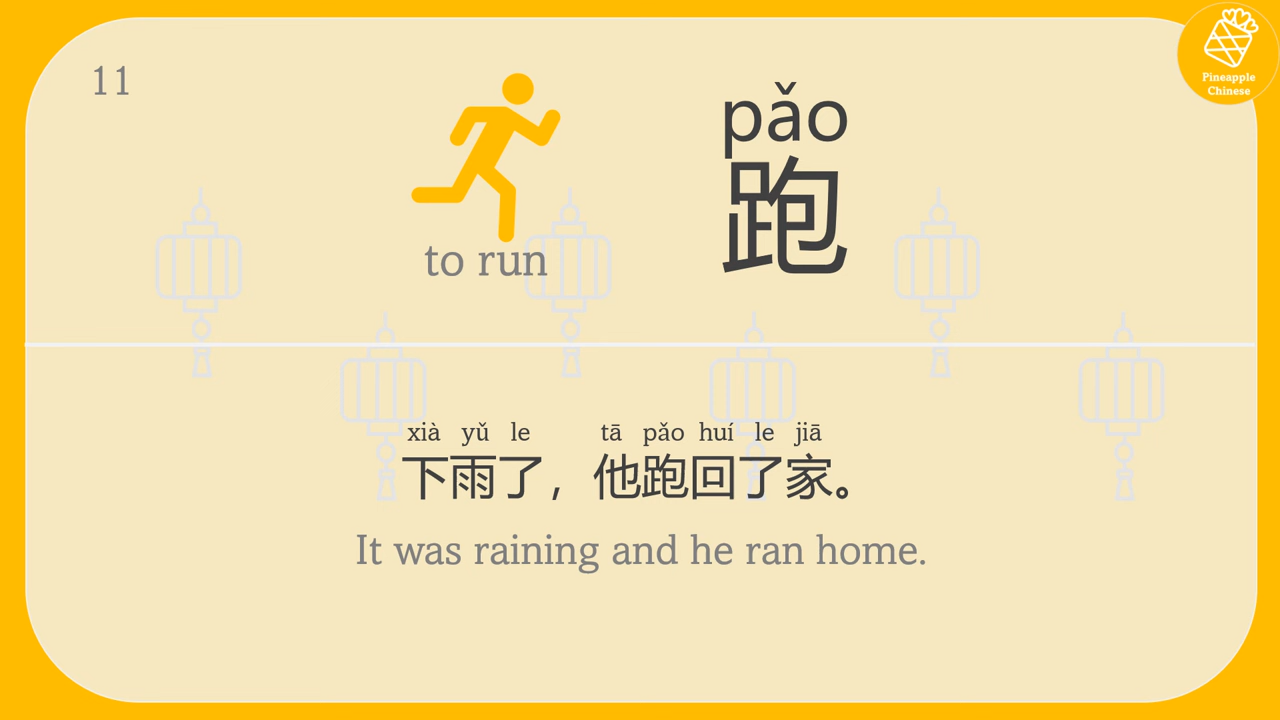 11
Pineapple
Chinese
pǎo
跑
to run
xià yǔ le tā pǎo huí le jiā
下雨了，他跑回了家。
It was raining and he ran home.